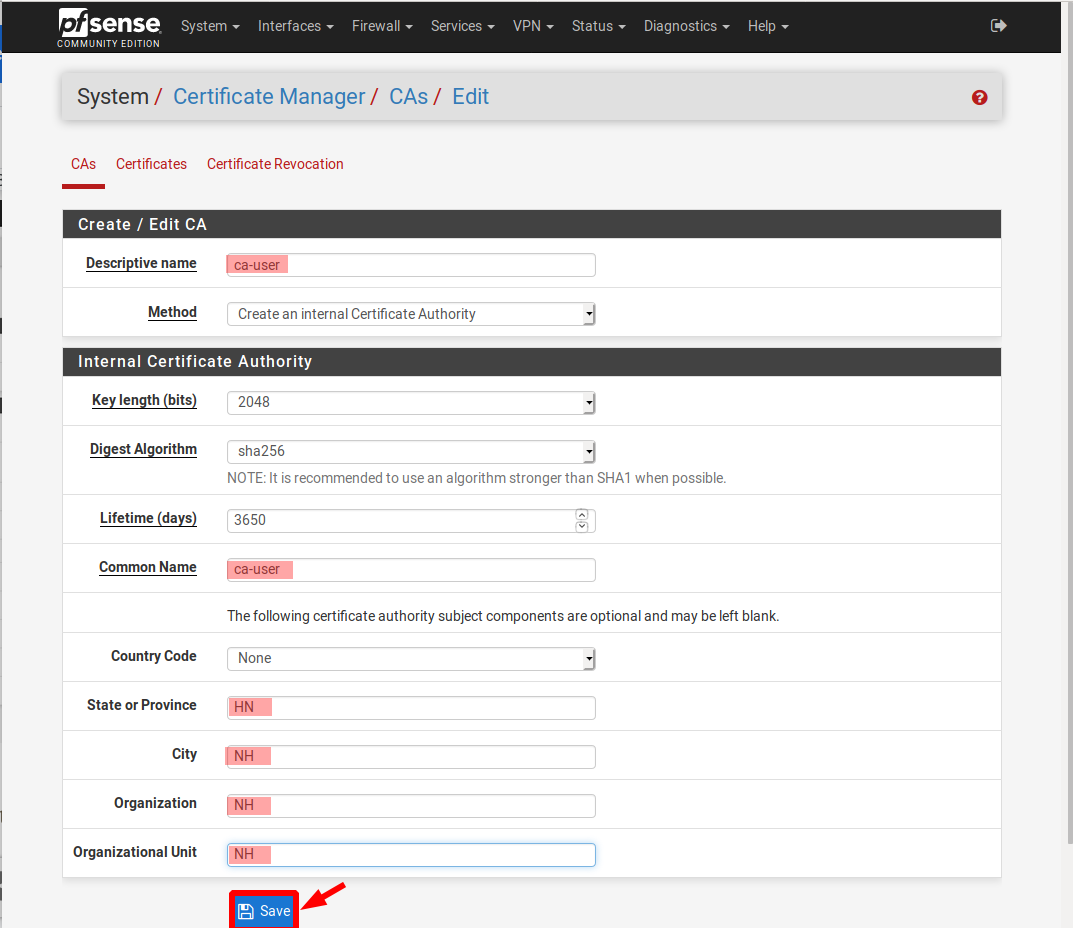 pfsense
COMMUNITY EDITION
System Interfaces Firewall Services VPN Status Diagnostics Help
System / Certificate Manager / CAs / Edit
CAs Certificates Certificate Revocation
Create / Edit CA
Descriptive name ca-user
Method Create an internal Certificate Authority
Internal Certificate Authority
Key length (bits) 2048
Digest Algorithm sha256
NOTE: It is recommended to use an algorithm stronger than SHA1 when possible.
Lifetime (days) 3650
Common Name ca-user
The following certificate authority subject components are optional and may be left blank.
Country Code None
State or Province HN
City NH
Organization NH
Organizational Unit NH
Save